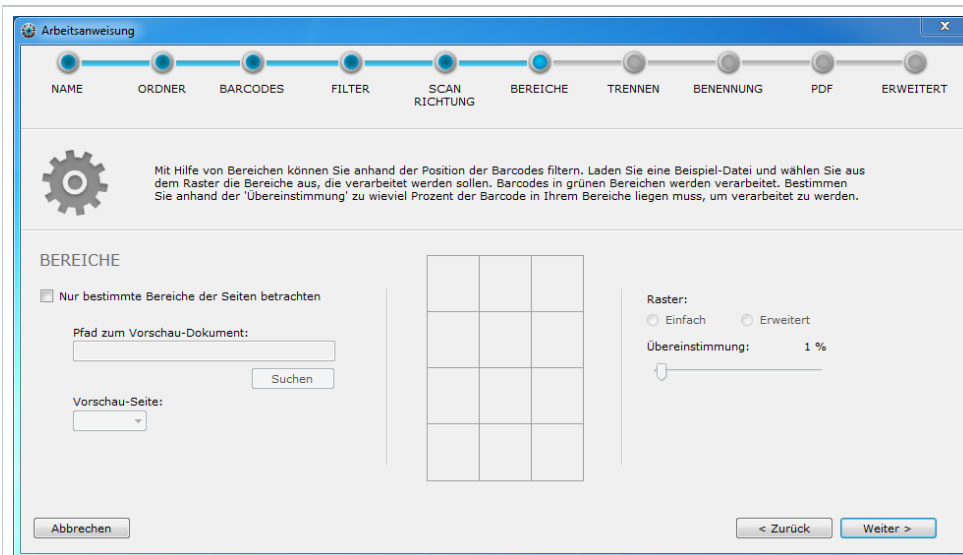 Arbeitsanweisung
x
NAME ORDNER BARCODES FILTER SCAN RICHTUNG BEREICHE TRENNEN BENENNUNG PDF ERWEITERT
Mit Hilfe von Bereichen können Sie anhand der Position der Barcodes filtern. Laden Sie eine Beispiel-Datei und wählen Sie aus
dem Raster die Bereiche aus, die verarbeitet werden sollen. Barcodes in grünen Bereichen werden verarbeitet. Bestimmen
Sie anhand der 'Übereinstimmung' zu wieviel Prozent der Barcode in Ihrem Bereiche liegen muss, um verarbeitet zu werden.
BEREICHE
Nur bestimmte Bereiche der Seiten betrachten
Pfad zum Vorschau-Dokument:
Suchen
Vorschau-Seite:
Raster:
Einfach Erweitert
Übereinstimmung: 1 %
Abbrechen
< Zurück Weiter >